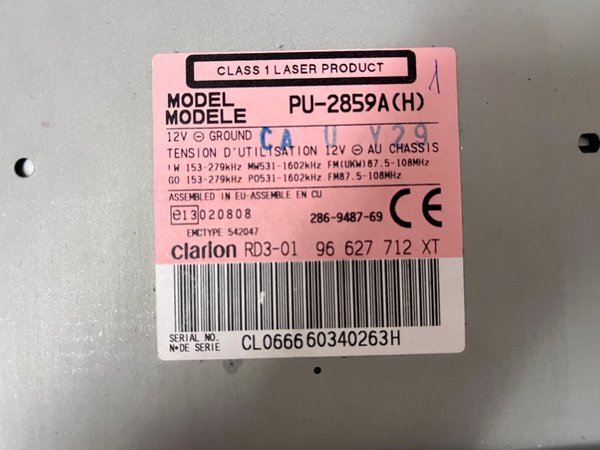 CLASS 1 LASER PRODUCT
1
MODEL
MODELE
PU-2859A(H)
12V ⊖ GROUND
CA U Y29
TENSION D'UTILISATION 12V ⊖ AU CHASSIS
LW 153-279kHz MW531-1602kHz FM(UKW)87.5-108MHz
GO 153-279kHz PO531-1602kHz FM87.5-108MHz
ASSEMBLED IN EU-ASSEMBLE EN CU
e13 020808
286-9487-69 CE
EMCTYPE 542047
clarion RD3-01 96 627 712 XT
SERIAL NO.
N•DE SERIE
CL066660340263H